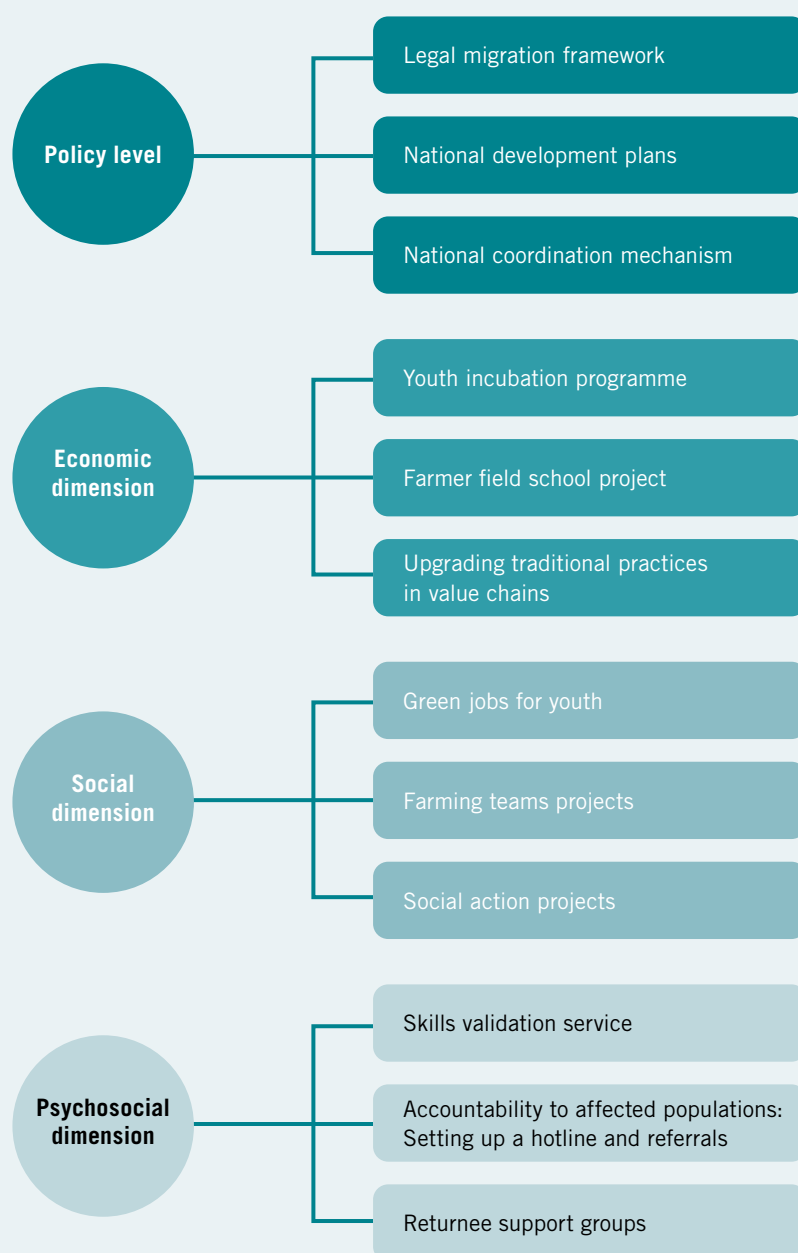 Policy level
Legal migration framework
National development plans
National coordination mechanism
Economic
dimension
Youth incubation programme
Farmer field school project
Upgrading traditional practices
in value chains
Social
dimension
Green jobs for youth
Farming teams projects
Social action projects
Psychosocial
dimension
Skills validation service
Accountability to affected populations:
Setting up a hotline and referrals
Returnee support groups